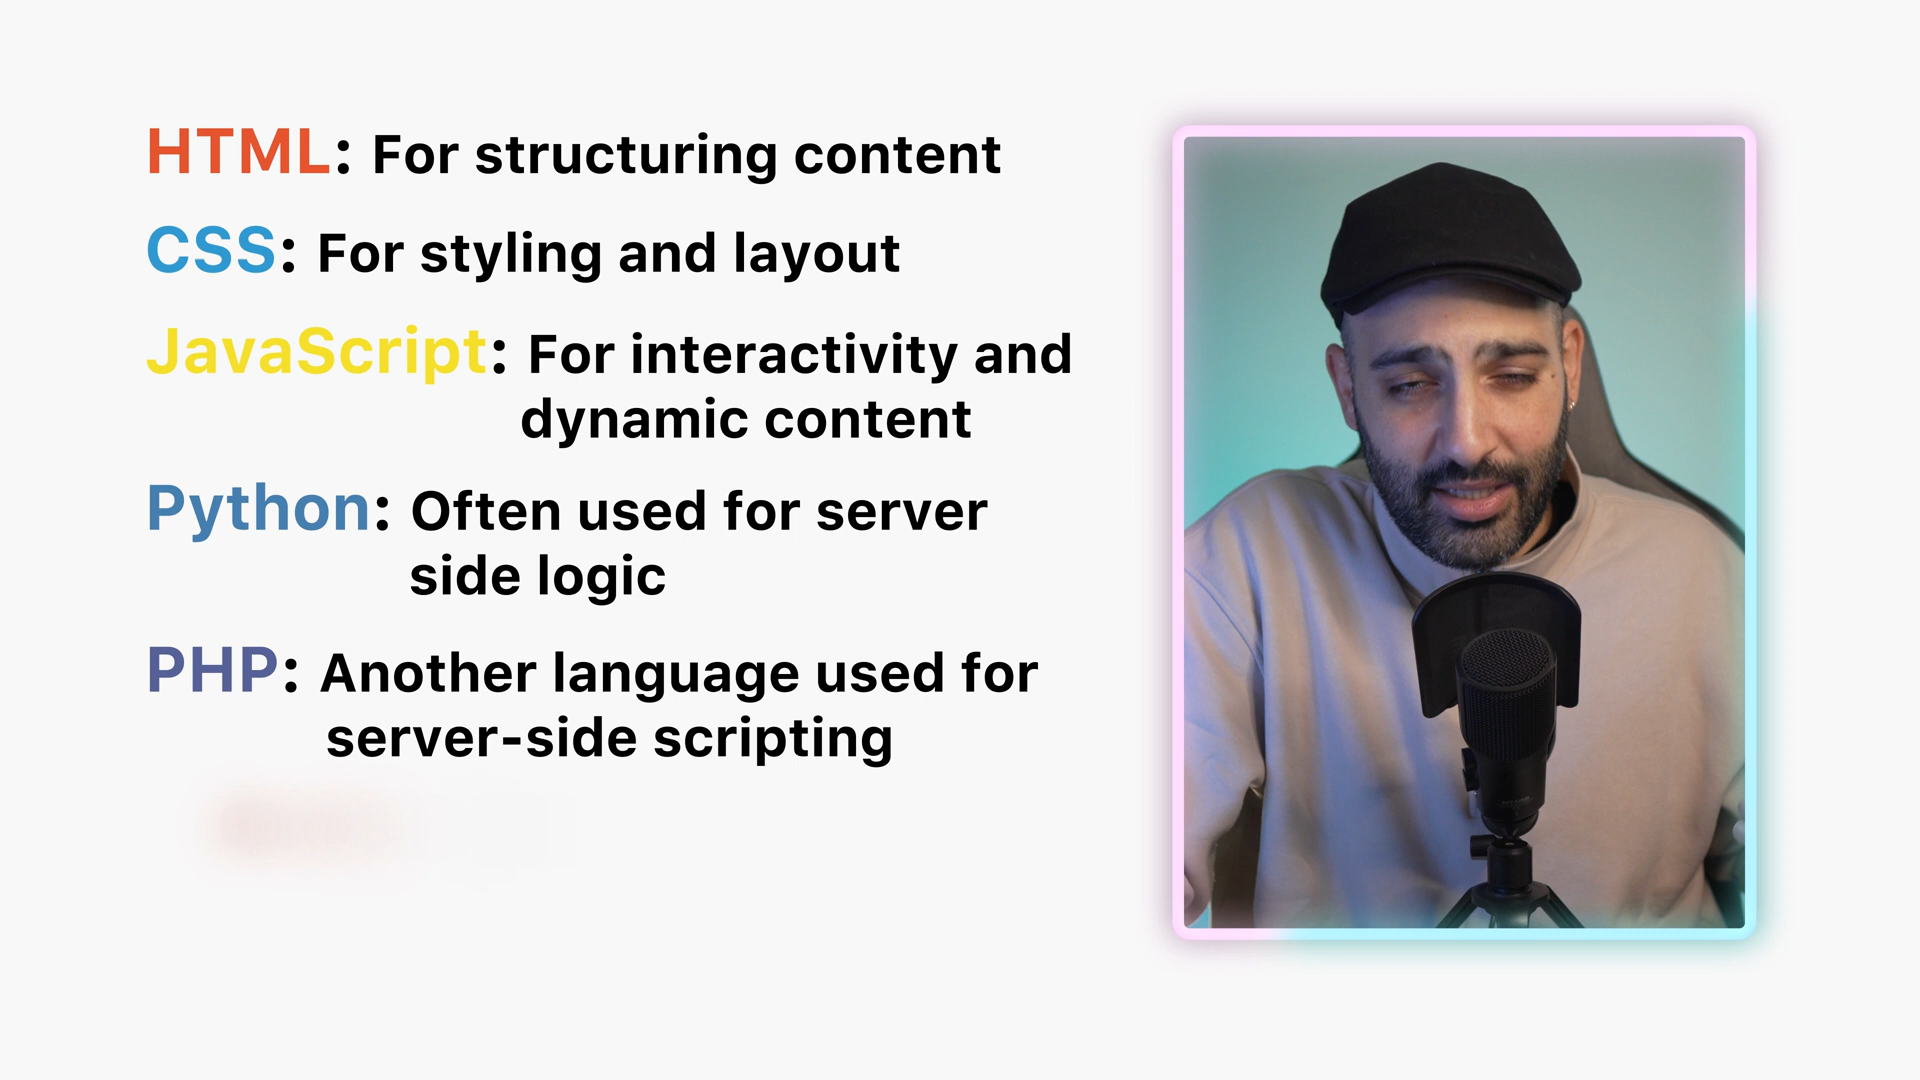 HTML: For structuring content
CSS: For styling and layout
JavaScript: For interactivity and
dynamic content
Python: Often used for server
side logic
PHP: Another language used for
server-side scripting